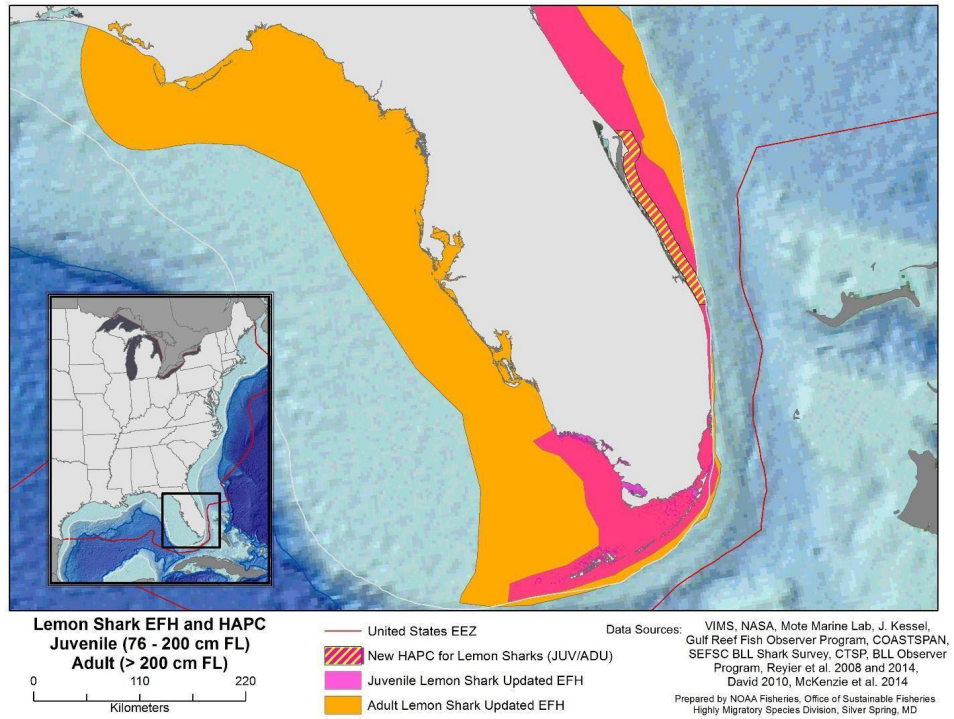 Lemon Shark EFH and HAPC
Juvenile (76 - 200 cm FL)
Adult (> 200 cm FL)
0 110 220
Kilometers
United States EEZ
New HAPC for Lemon Sharks (JUV/ADU)
Juvenile Lemon Shark Updated EFH
Adult Lemon Shark Updated EFH
Data Sources: VIMS, NASA, Mote Marine Lab, J. Kessel,
Gulf Reef Fish Observer Program, COASTSPAN,
SEFSC BLL Shark Survey, CTSP, BLL Observer
Program, Reyier et al. 2008 and 2014,
David 2010, McKenzie et al. 2014
Prepared by NOAA Fisheries, Office of Sustainable Fisheries
Highly Migratory Species Division, Silver Spring, MD